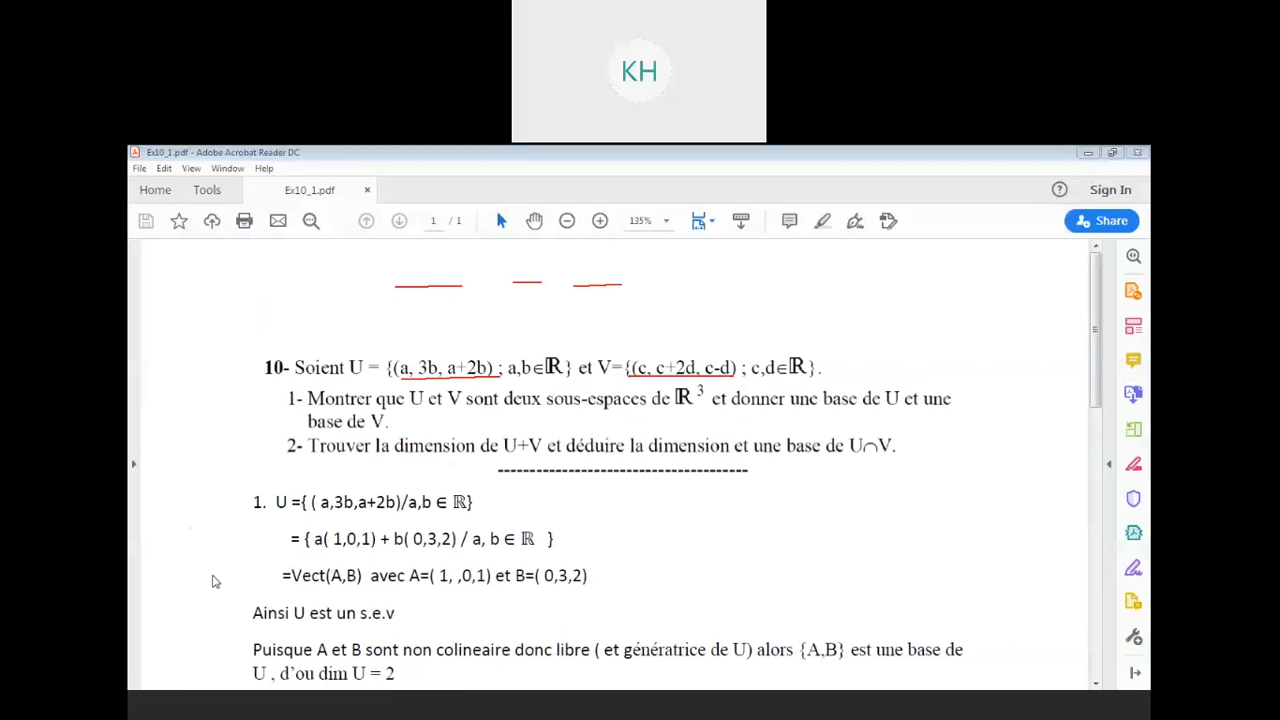 KH
Ex10_1.pdf - Adobe Acrobat Reader DC
File Edit View Window Help
Home Tools Ex10_1.pdf × Sign In
1 / 1 135% Share
10- Soient U = {(a, 3b, a+2b) ; a,b∈ℝ} et V={(c, c+2d, c-d) ; c,d∈ℝ}.
1- Montrer que U et V sont deux sous-espaces de ℝ ³ et donner une base de U et une
base de V.
2- Trouver la dimension de U+V et déduire la dimension et une base de U∩V.
------------------------------------
1. U ={ ( a,3b,a+2b)/a,b ∈ ℝ}
= { a( 1,0,1) + b( 0,3,2) / a, b ∈ ℝ }
=Vect(A,B) avec A=( 1, ,0,1) et B=( 0,3,2)
Ainsi U est un s.e.v
Puisque A et B sont non colineaire donc libre ( et génératrice de U) alors {A,B} est une base de
U , d’ou dim U = 2